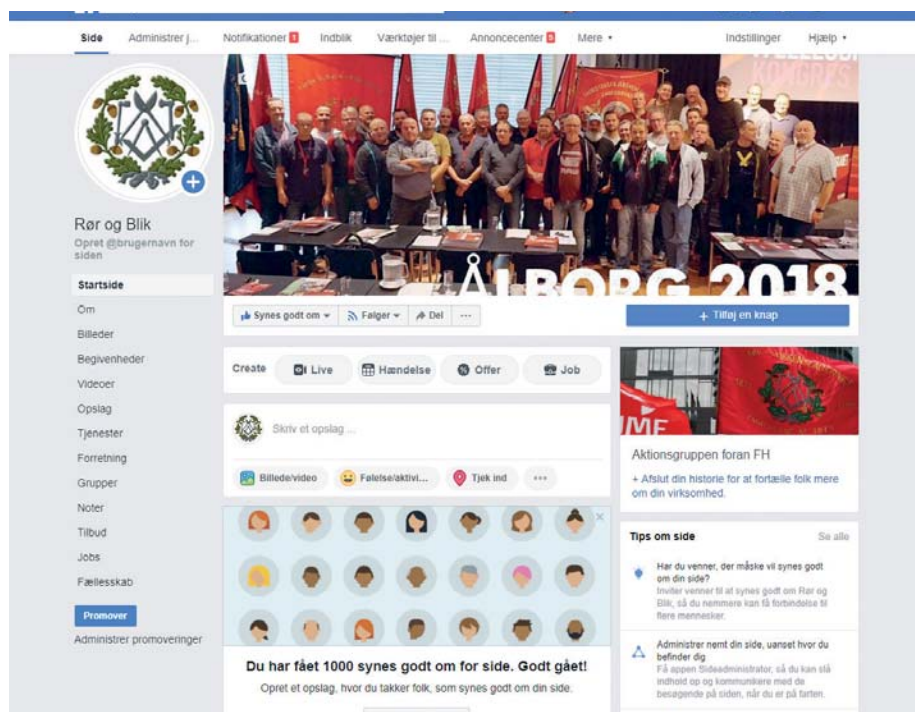 Side
Administrer j...
Notifikationer 1
Indblik
Værktøjer til ...
Annoncecenter 5
Mere
Indstillinger
Hjælp
KONGRES
ÅLBORG 2018
Rør og Blik
Opret @brugernavn for
siden
Startside
Om
Billeder
Begivenheder
Videoer
Opslag
Tjenester
Forretning
Grupper
Noter
Tilbud
Jobs
Fællesskab
Promover
Administrer promoveringer
Synes godt om
Følger
Del
...
+ Tilføj en knap
Create
Live
Hændelse
Offer
Job
Skriv et opslag ...
Billede/video
Følelse/aktivi...
Tjek ind
...
Du har fået 1000 synes godt om for side. Godt gået!
Opret et opslag, hvor du takker folk, som synes godt om din side.
Aktionsgruppen foran FH
+ Afslut din historie for at fortælle folk mere
om din virksomhed.
Tips om side
Se alle
Har du venner, der måske vil synes godt
om din side?
Inviter venner til at synes godt om Rør og
Blik, så du nemmere kan få forbindelse til
flere mennesker.
Administrer nemt din side, uanset hvor du
befinder dig
Få appen Sideadministrator, så du kan slå
indhold op og kommunikere med de
besøgende på siden, når du er på farten.